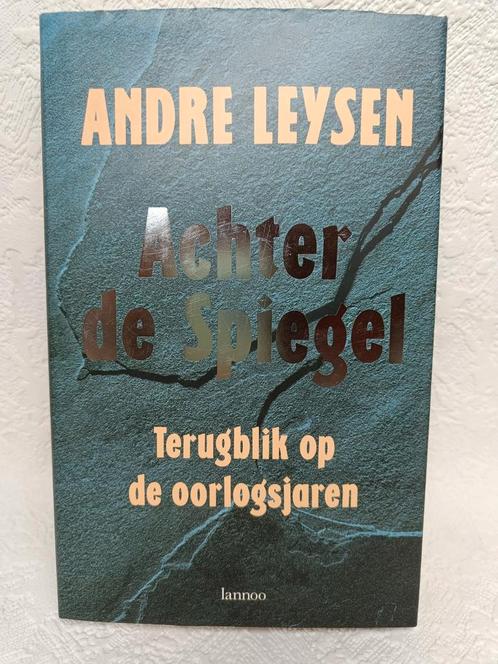 ANDRE LEYSEN
Achter
de Spiegel
Terugblik op
de oorlogsjaren
lannoo